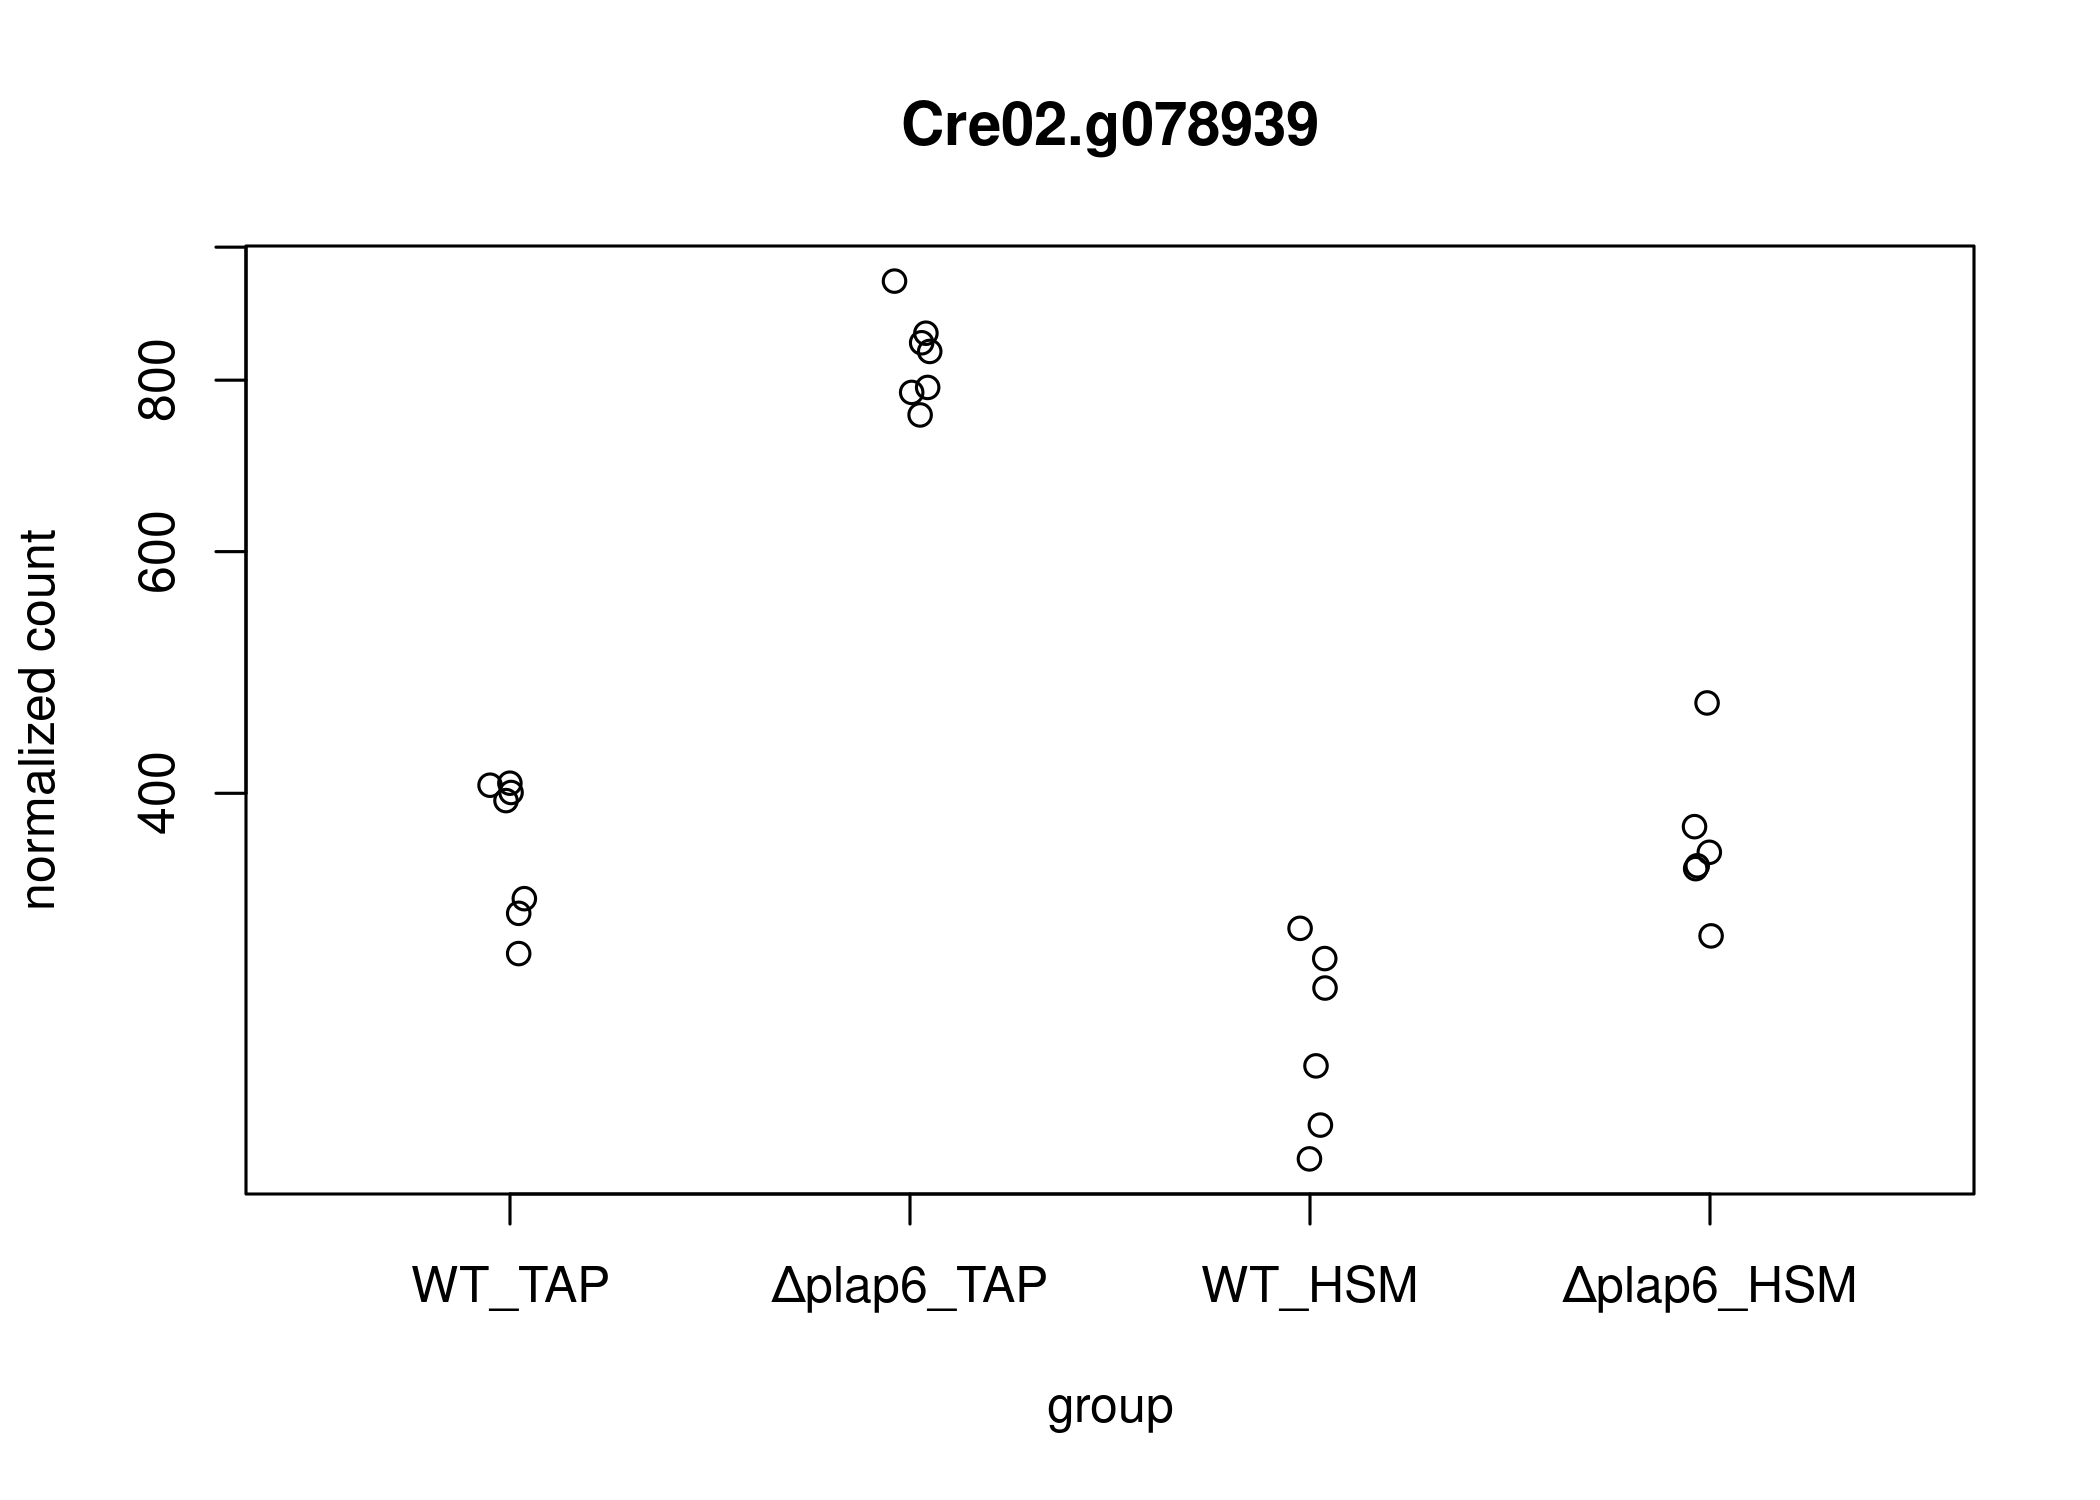 Cre02.g078939
normalized count
800
600
400
WT_TAP
Δplap6_TAP
WT_HSM
Δplap6_HSM
group